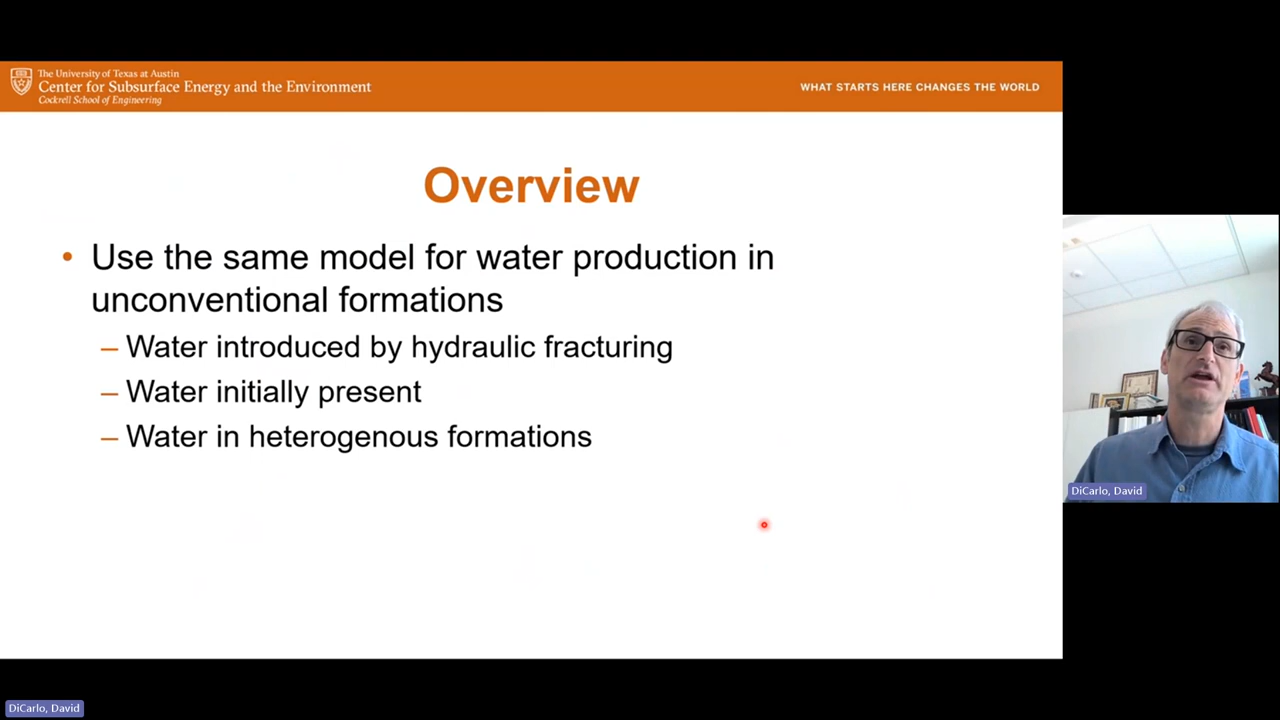 The University of Texas at Austin
Center for Subsurface Energy and the Environment
Cockrell School of Engineering
WHAT STARTS HERE CHANGES THE WORLD
Overview
• Use the same model for water production in
unconventional formations
– Water introduced by hydraulic fracturing
– Water initially present
– Water in heterogenous formations
DiCarlo, David
DiCarlo, David